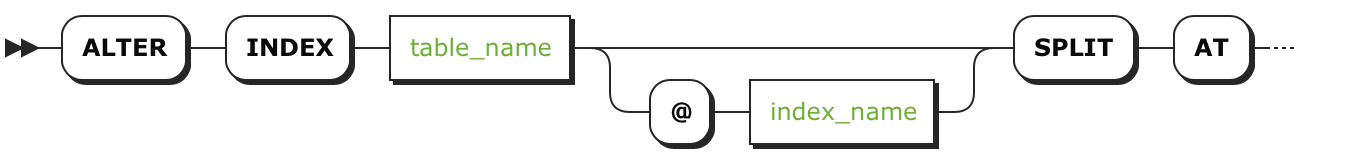 ALTER INDEX table_name SPLIT AT
@ index_name